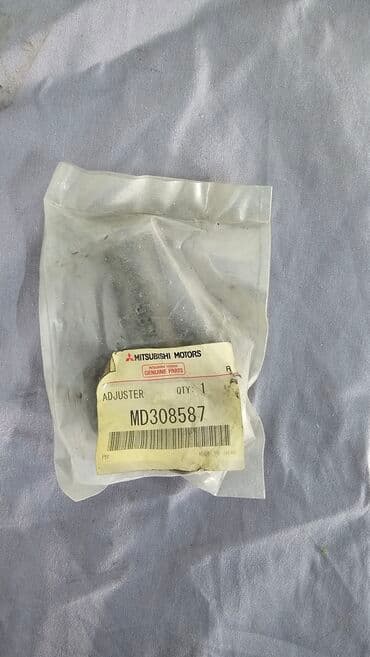 MITSUBISHI MOTORS
GENUINE PARTS
R
ADJUSTER QTY: 1
MD308587